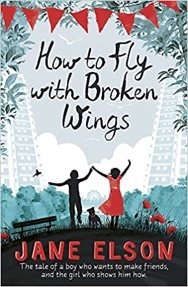 How to Fly
with Broken
Wings
JANE ELSON
The tale of a boy who wants to make friends,
and the girl who shows him how.